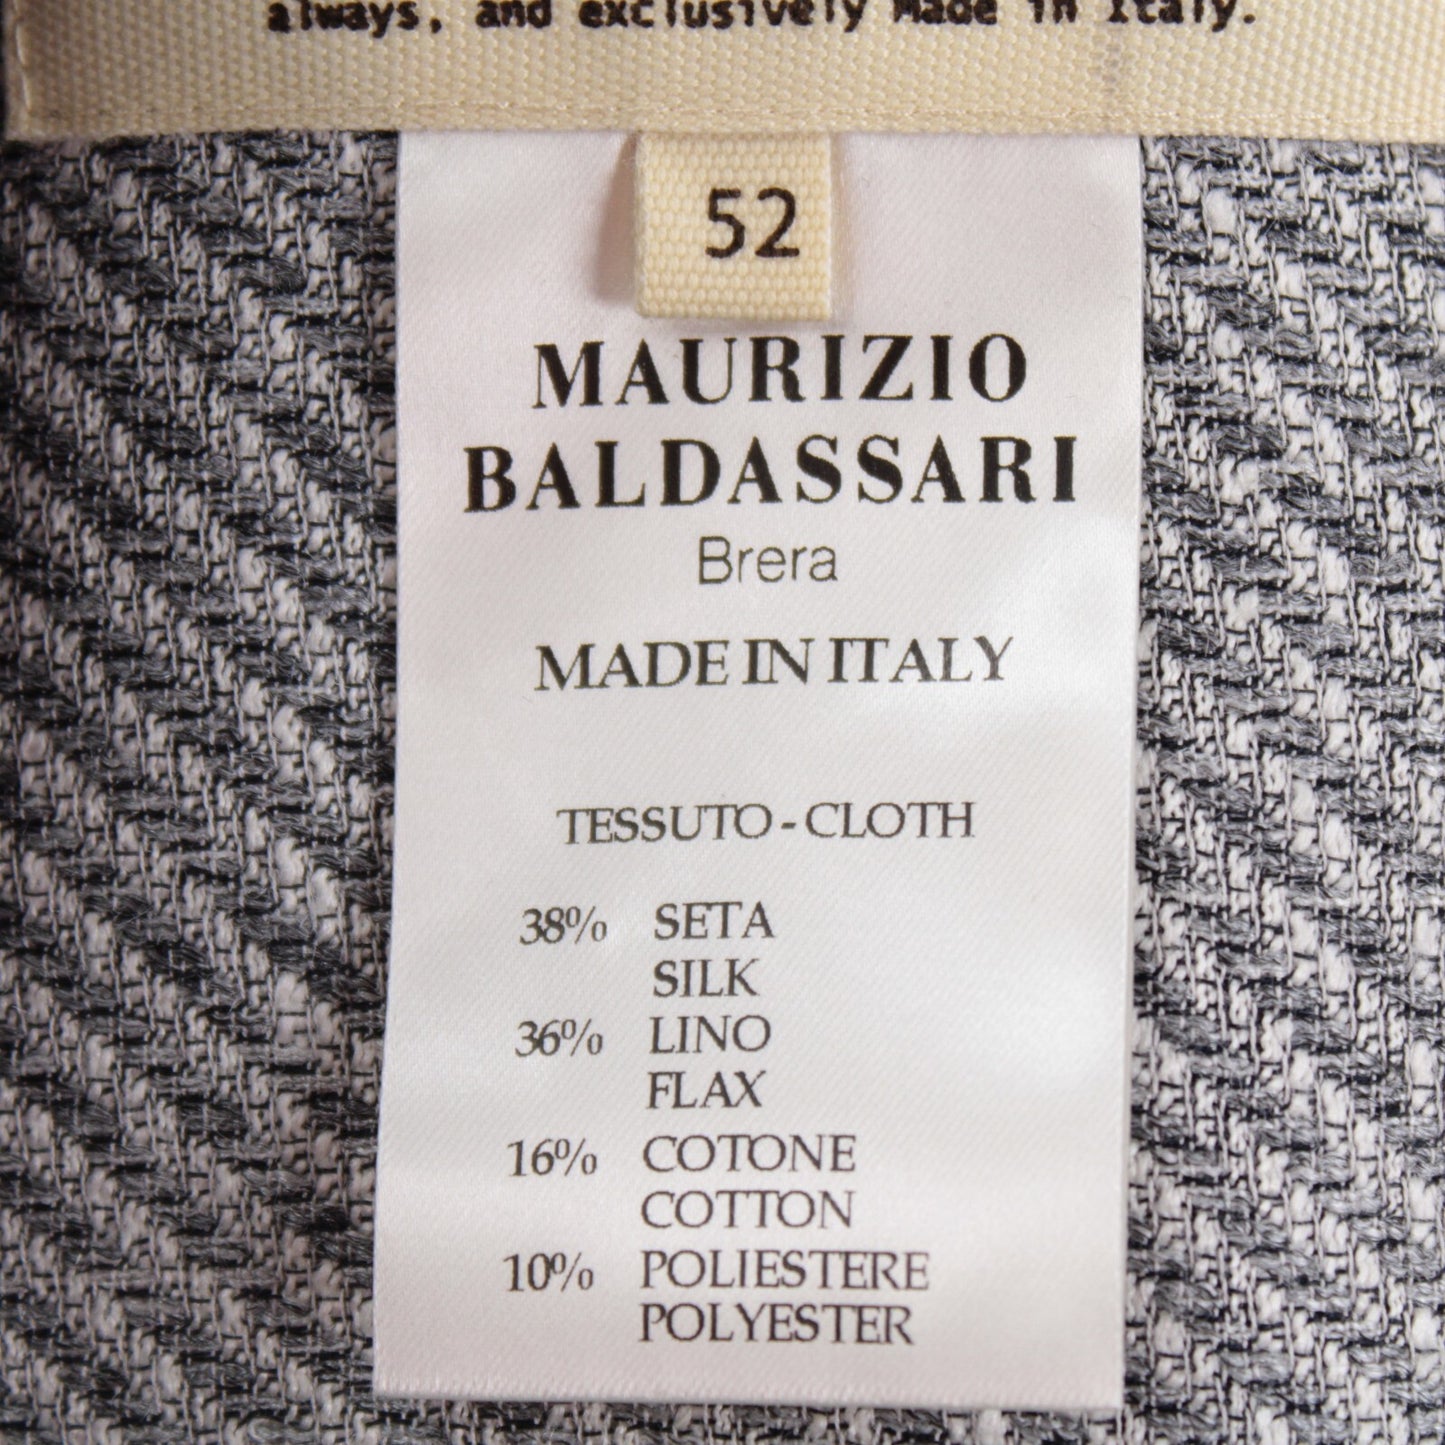 always, and exclusively Made in Italy.
52
MAURIZIO
BALDASSARI
Brera
MADE IN ITALY
TESSUTO - CLOTH
38% SETA
SILK
36% LINO
FLAX
16% COTONE
COTTON
10% POLIESTERE
POLYESTER